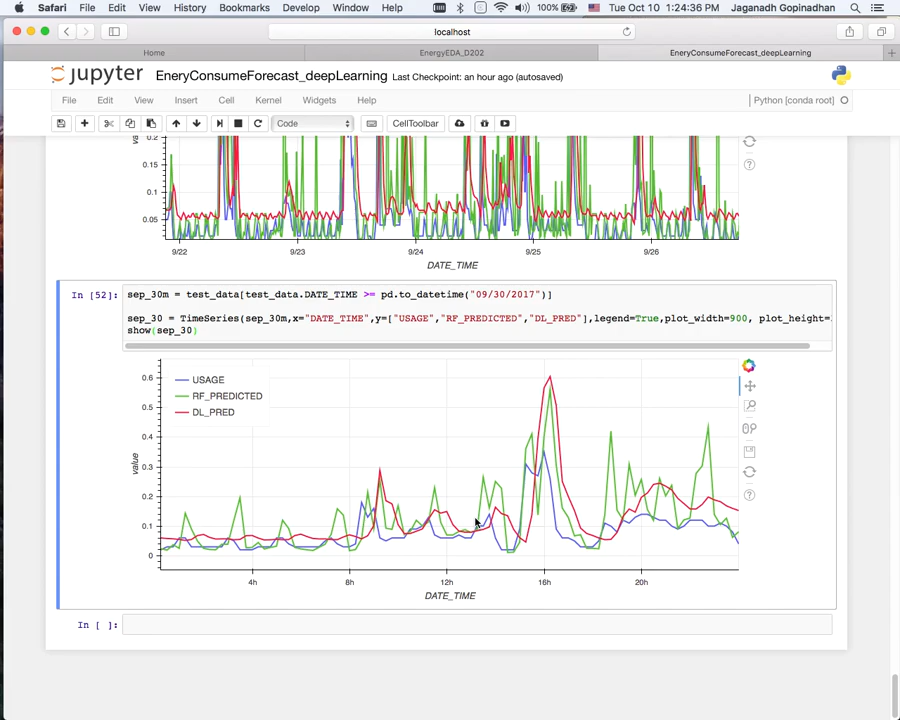 Safari File Edit View History Bookmarks Develop Window Help 100% Tue Oct 10 1:24:36 PM Jaganadh Gopinadhan
localhost
Home EnergyEDA_D202 EneryConsumeForecast_deepLearning
jupyter EneryConsumeForecast_deepLearning Last Checkpoint: an hour ago (autosaved)
File Edit View Insert Cell Kernel Widgets Help Python [conda root]
Code CellToolbar
0.2
0.15
0.1
0.05
9/22 9/23 9/24 9/25 9/26
DATE_TIME
In [52]: sep_30m = test_data[test_data.DATE_TIME >= pd.to_datetime("09/30/2017")]
sep_30 = TimeSeries(sep_30m,x="DATE_TIME",y=["USAGE","RF_PREDICTED","DL_PRED"],legend=True,plot_width=900, plot_height=
show(sep_30)
USAGE
RF_PREDICTED
DL_PRED
value
0.6
0.5
0.4
0.3
0.2
0.1
0
4h 8h 12h 16h 20h
DATE_TIME
In [ ]: